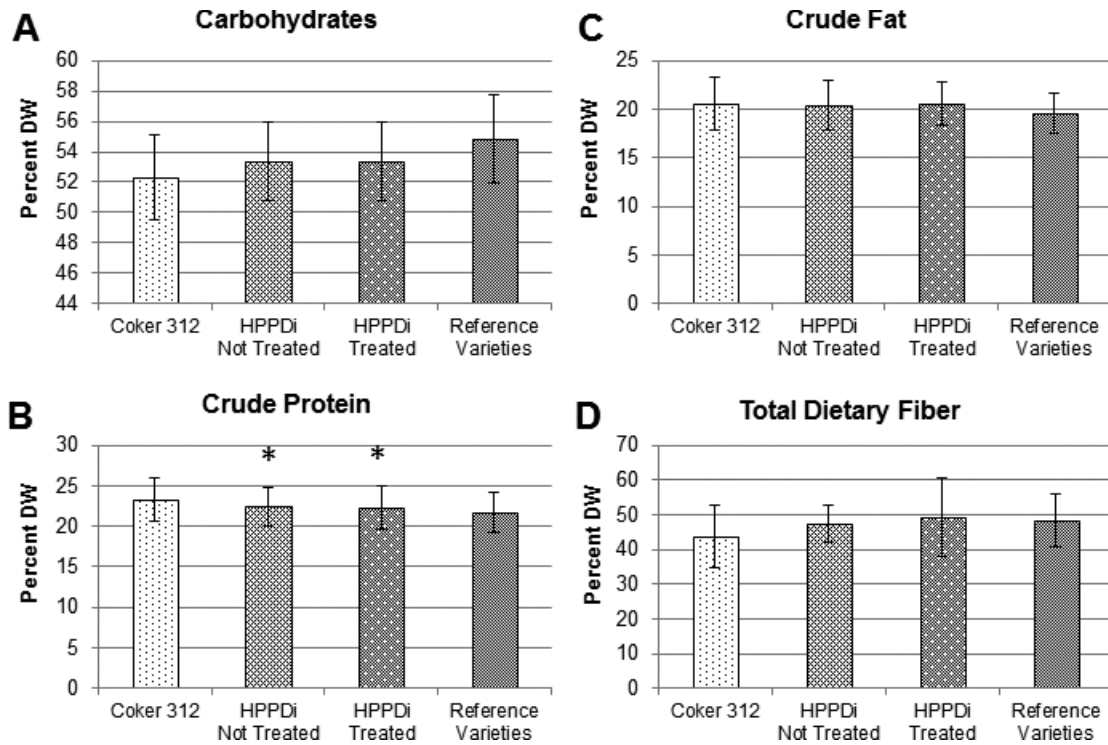 A
Carbohydrates
Percent DW
60
58
56
54
52
50
48
46
44
Coker 312
HPPDi
Not Treated
HPPDi
Treated
Reference
Varieties
C
Crude Fat
Percent DW
25
20
15
10
5
0
Coker 312
HPPDi
Not Treated
HPPDi
Treated
Reference
Varieties
B
Crude Protein
Percent DW
30
25
20
15
10
5
0
*
*
Coker 312
HPPDi
Not Treated
HPPDi
Treated
Reference
Varieties
D
Total Dietary Fiber
Percent DW
70
60
50
40
30
20
10
0
Coker 312
HPPDi
Not Treated
HPPDi
Treated
Reference
Varieties